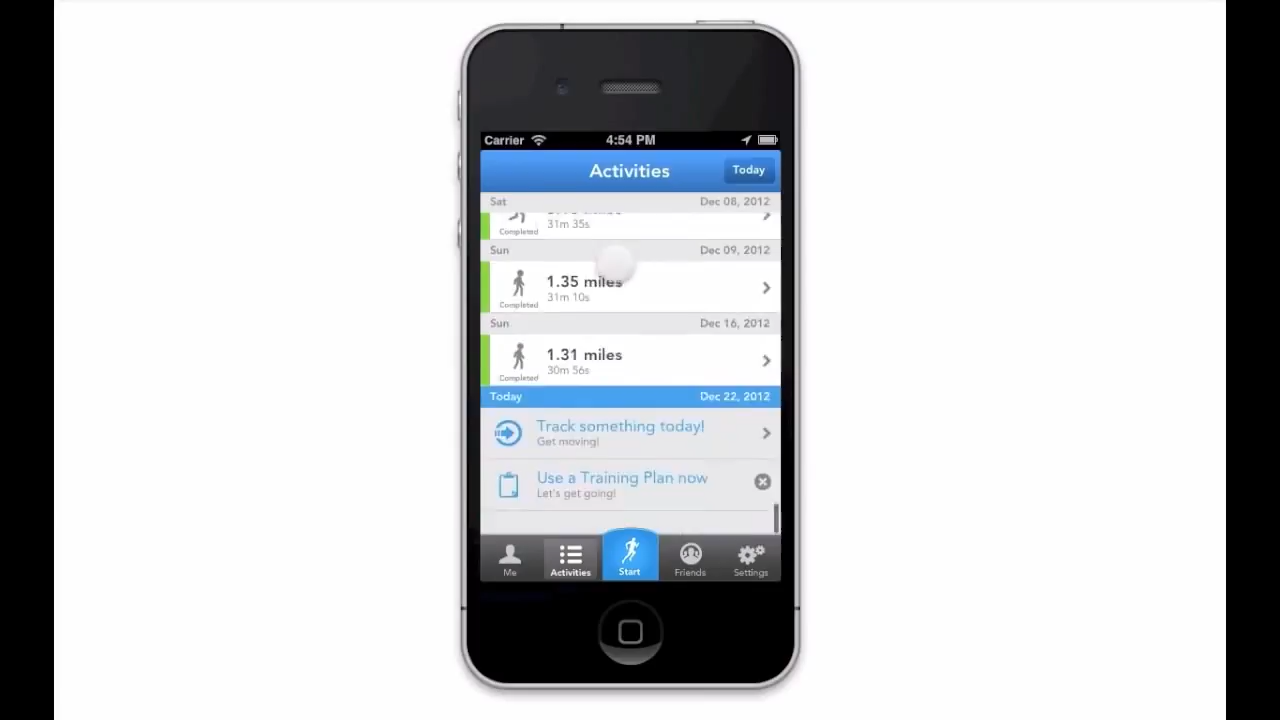 Carrier 4:54 PM
Activities Today
Sat Dec 08, 2012
31m 35s
Completed
Sun Dec 09, 2012
1.35 miles
31m 10s
Completed
Sun Dec 16, 2012
1.31 miles
30m 56s
Completed
Today Dec 22, 2012
Track something today!
Get moving!
Use a Training Plan now
Let's get going!
Me Activities Start Friends Settings